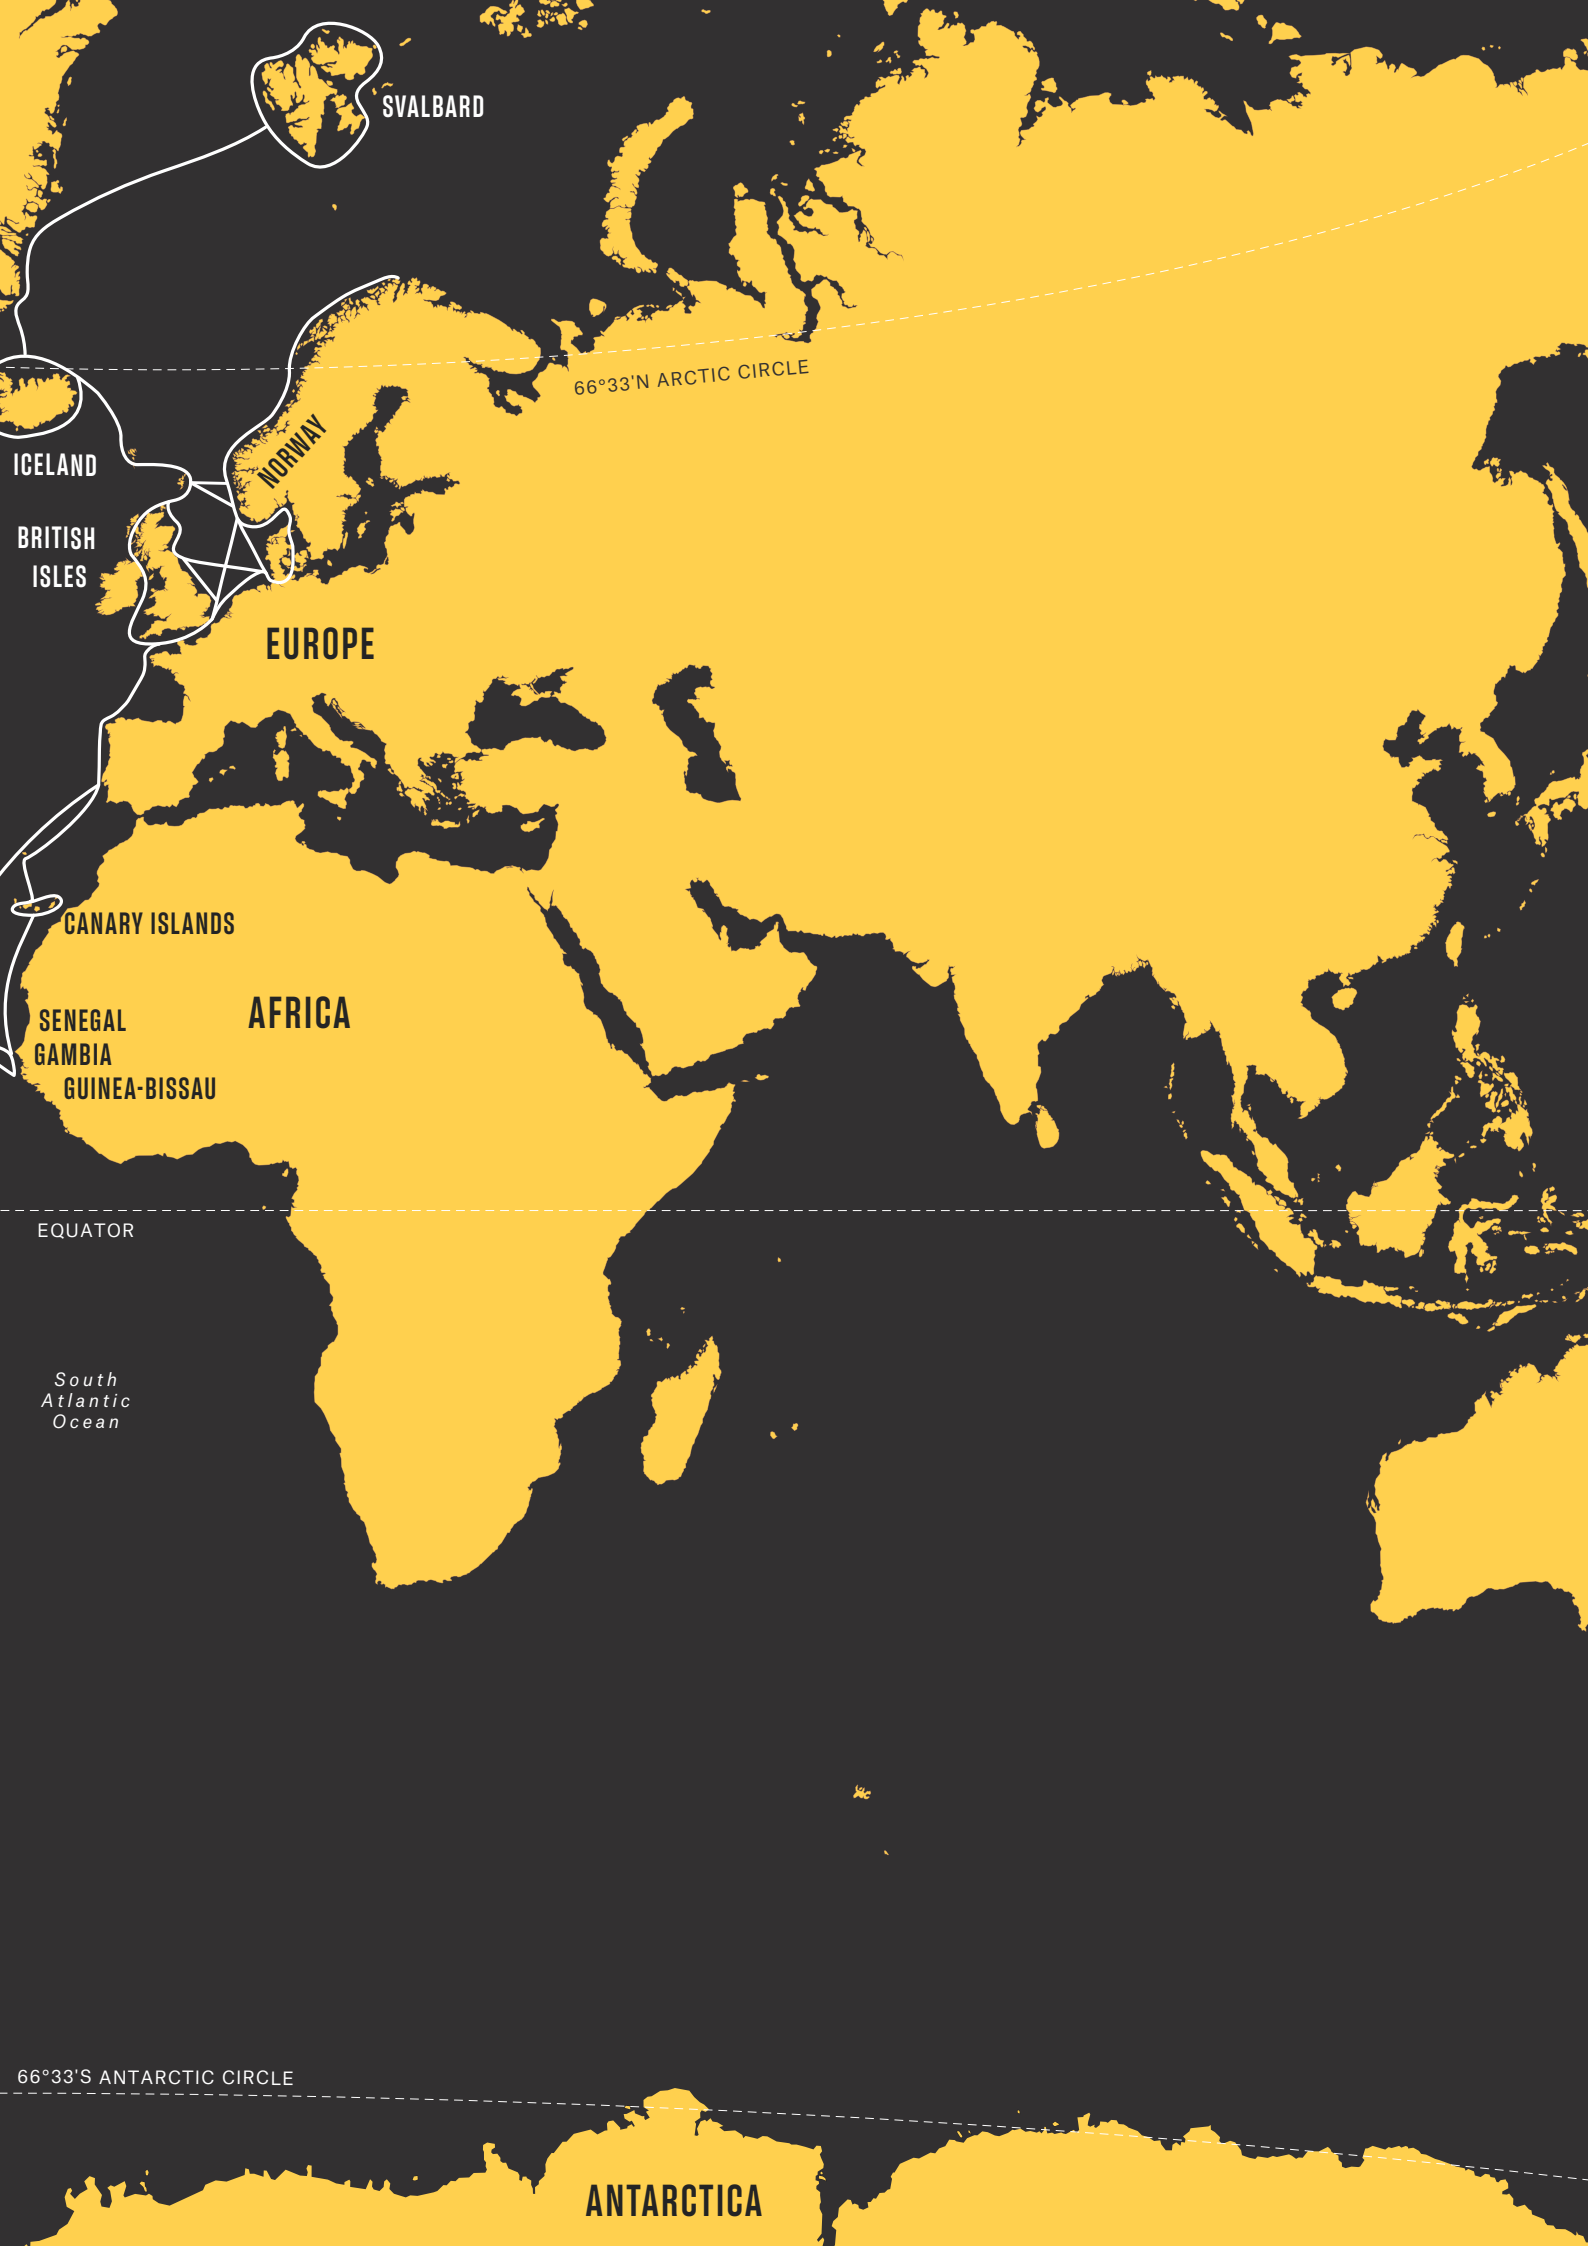 SVALBARD
66°33'N ARCTIC CIRCLE
NORWAY
ICELAND
BRITISH
ISLES
EUROPE
CANARY ISLANDS
AFRICA
SENEGAL
GAMBIA
GUINEA-BISSAU
EQUATOR
South
Atlantic
Ocean
66°33'S ANTARCTIC CIRCLE
ANTARCTICA